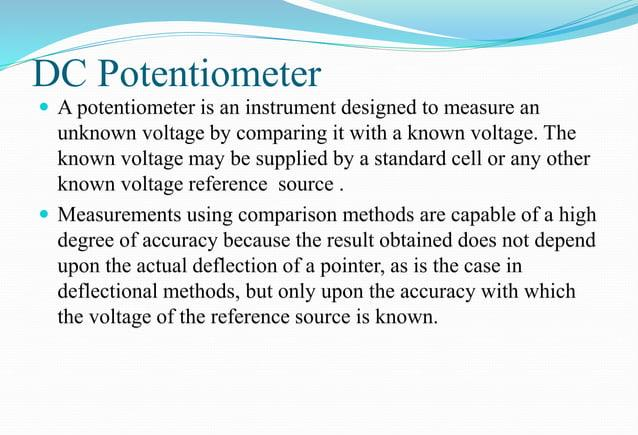 DC Potentiometer
• A potentiometer is an instrument designed to measure an
unknown voltage by comparing it with a known voltage. The
known voltage may be supplied by a standard cell or any other
known voltage reference  source .
• Measurements using comparison methods are capable of a high
degree of accuracy because the result obtained does not depend
upon the actual deflection of a pointer, as is the case in
deflectional methods, but only upon the accuracy with which
the voltage of the reference source is known.